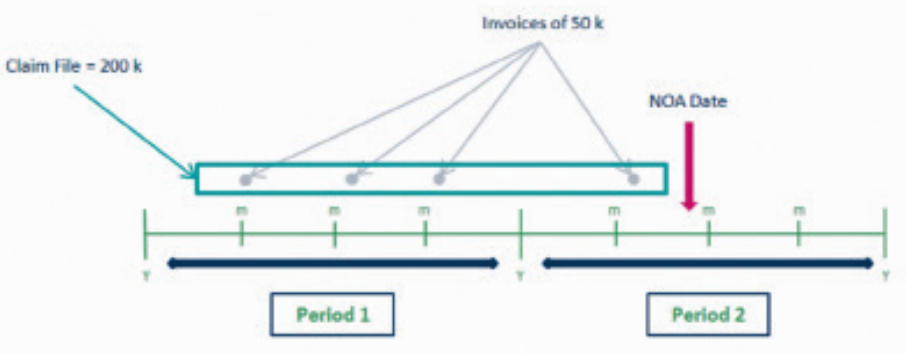 Invoices of 50 k
Claim File = 200 k
NOA Date
m m m m m m
Y Y Y
Period 1 Period 2